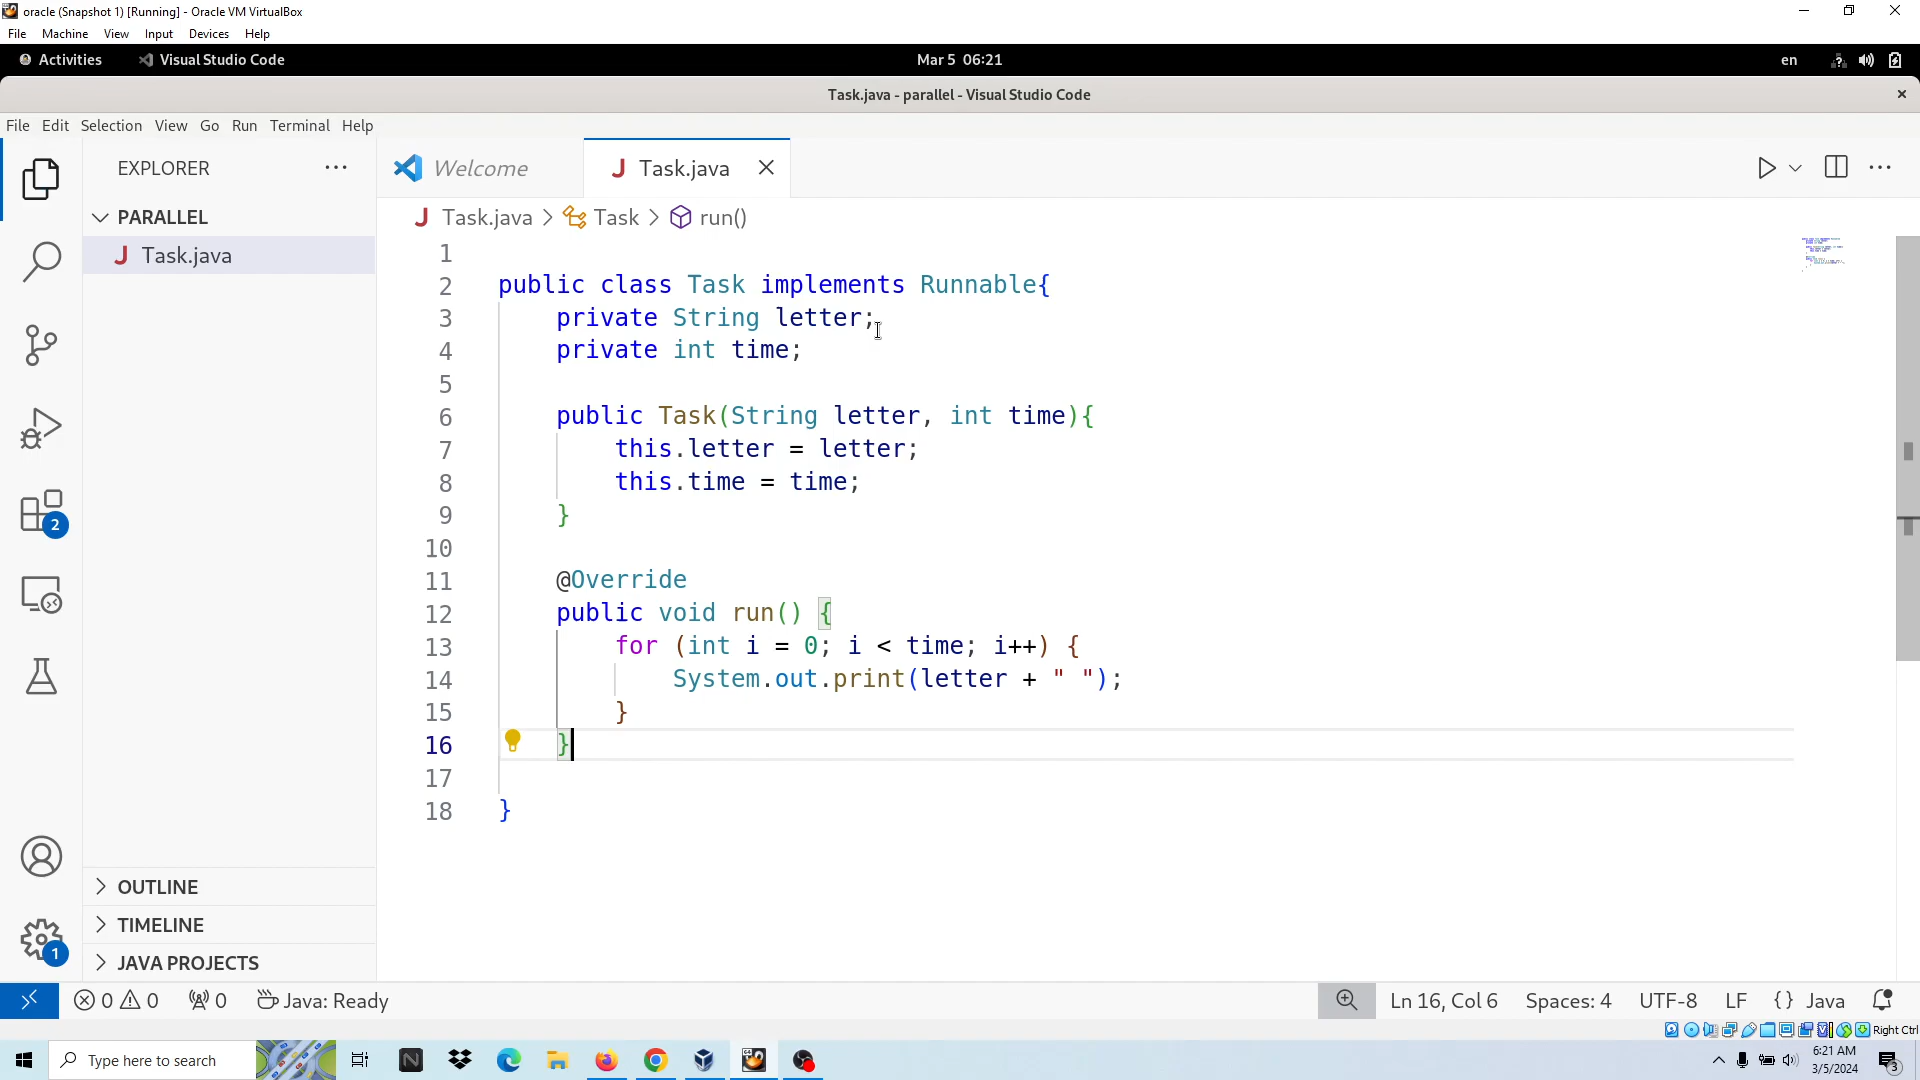 oracle (Snapshot 1) [Running] - Oracle VM VirtualBox
File Machine View Input Devices Help
Activities Visual Studio Code Mar 5 06:21 en
Task.java - parallel - Visual Studio Code
File Edit Selection View Go Run Terminal Help
EXPLORER
PARALLEL
J Task.java
OUTLINE
TIMELINE
JAVA PROJECTS
2
1
Welcome J Task.java
J Task.java > Task > run()
1
2 public class Task implements Runnable{
3 private String letter;
4 private int time;
5
6 public Task(String letter, int time){
7 this.letter = letter;
8 this.time = time;
9 }
10
11 @Override
12 public void run() {
13 for (int i = 0; i < time; i++) {
14 System.out.print(letter + " ");
15 }
16 }
17
18 }
0 0 0 Java: Ready Ln 16, Col 6 Spaces: 4 UTF-8 LF {} Java
Right Ctrl
Type here to search
6:21 AM
3/5/2024
3